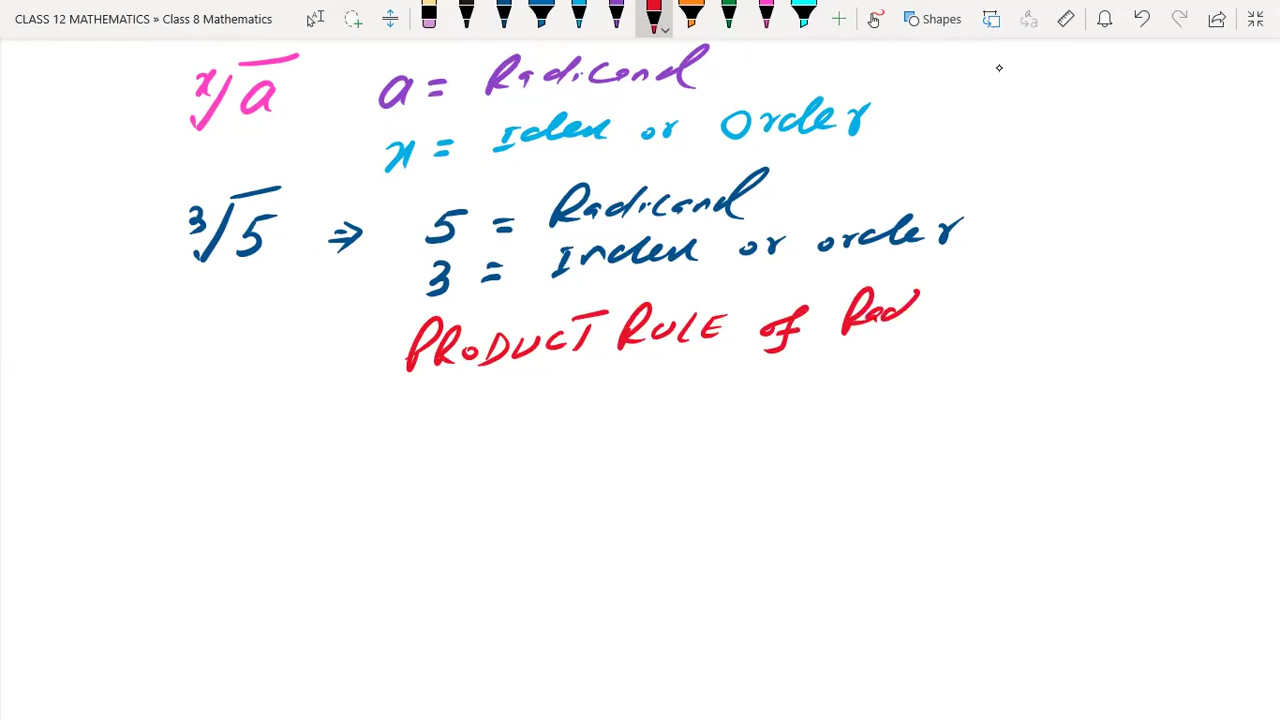 CLASS 12 MATHEMATICS » Class 8 Mathematics
Shapes
ˣ√a a = Radicand
x = Index or Order
³√5 ⇒ 5 = Radicand
3 = Index or order
PRODUCT RULE of Rad